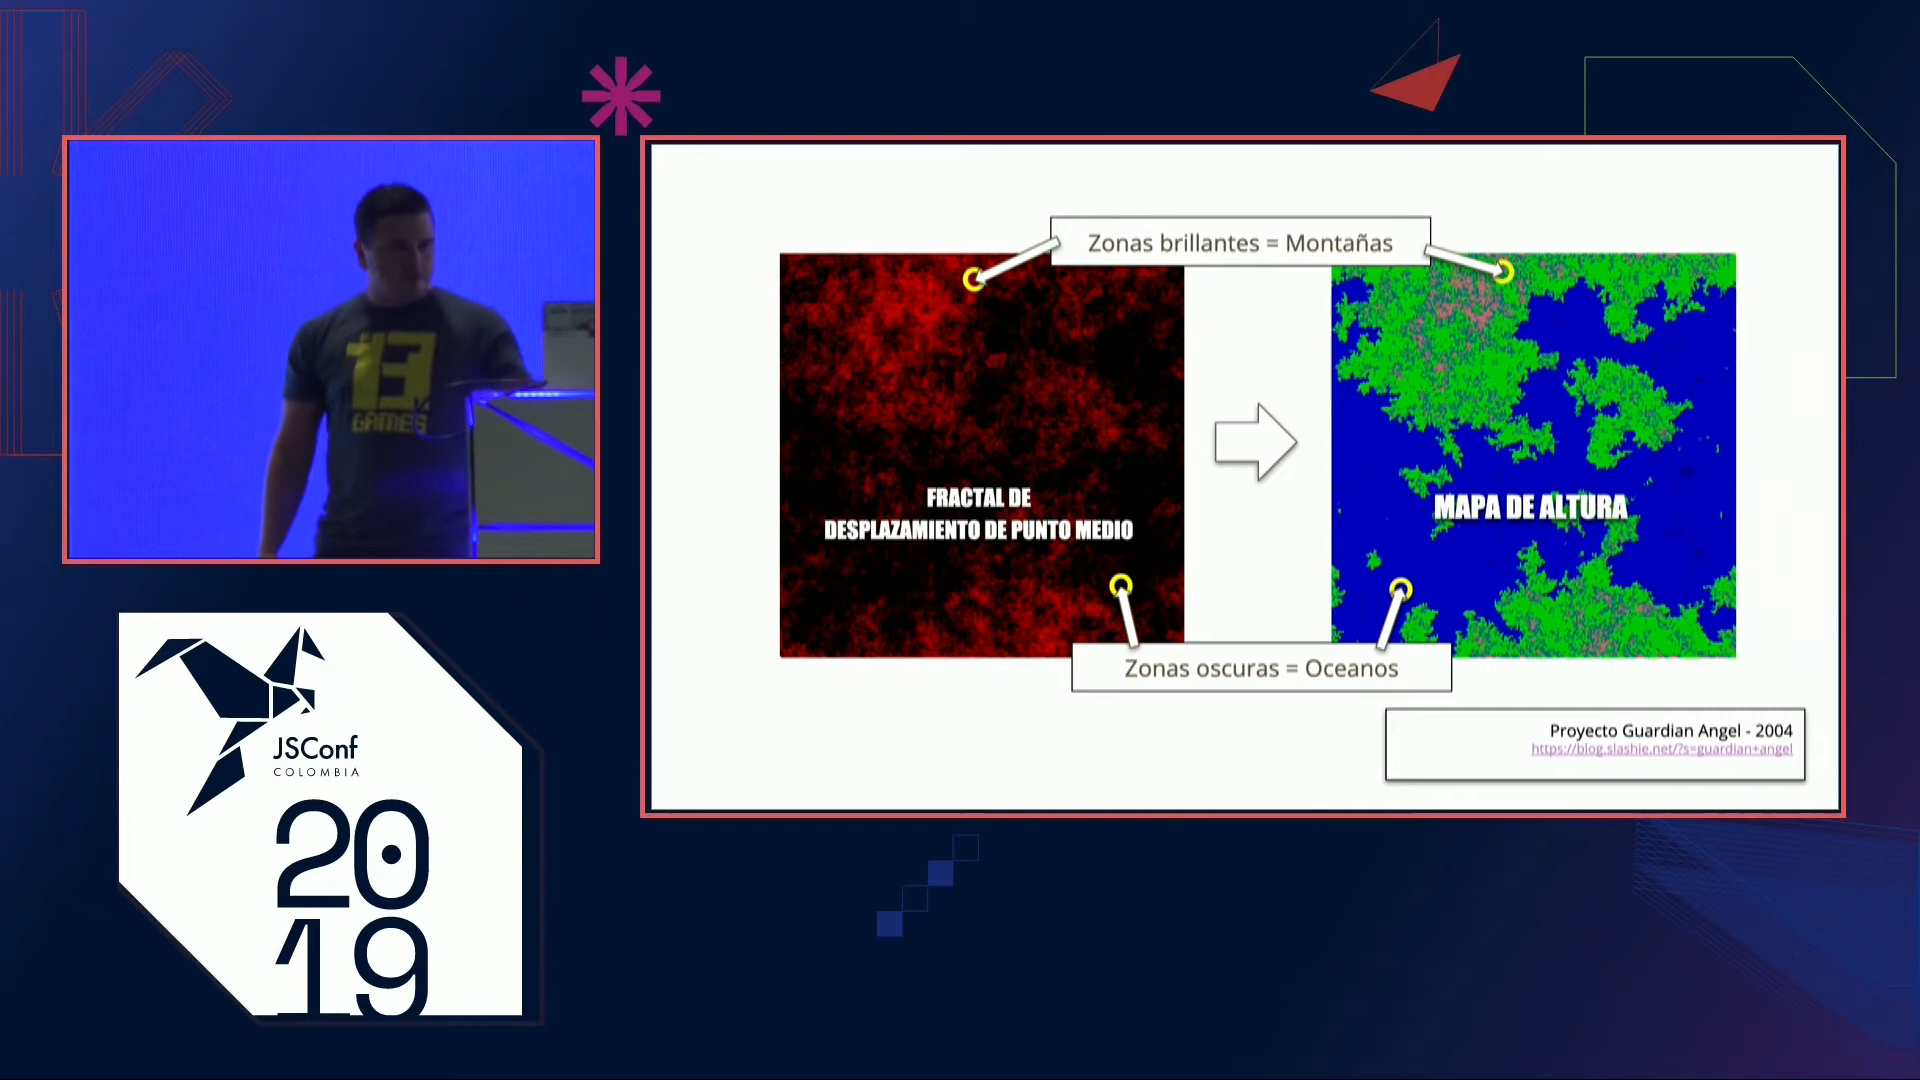 13
GAMES
JSConf
COLOMBIA
20
19
Zonas brillantes = Montañas
FRACTAL DE
DESPLAZAMIENTO DE PUNTO MEDIO
MAPA DE ALTURA
Zonas oscuras = Oceanos
Proyecto Guardian Angel - 2004
https://blog.slashie.net/?s=guardian+angel